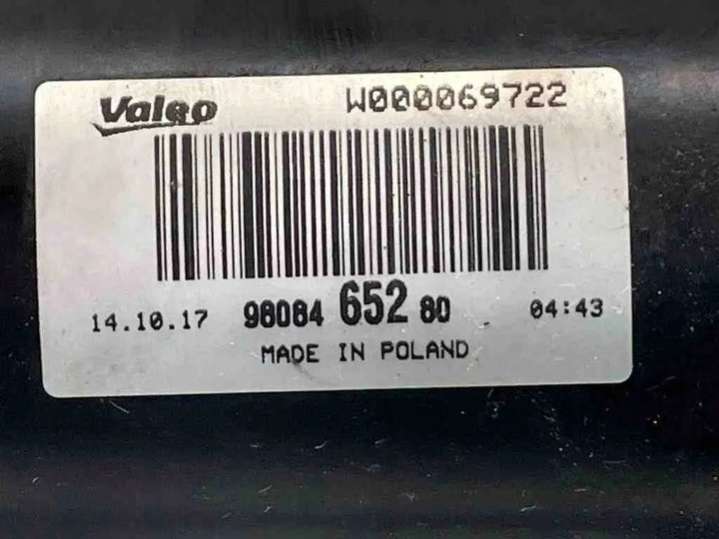 Valeo W000069722
14.10.17 98084 652 80 04:43
MADE IN POLAND